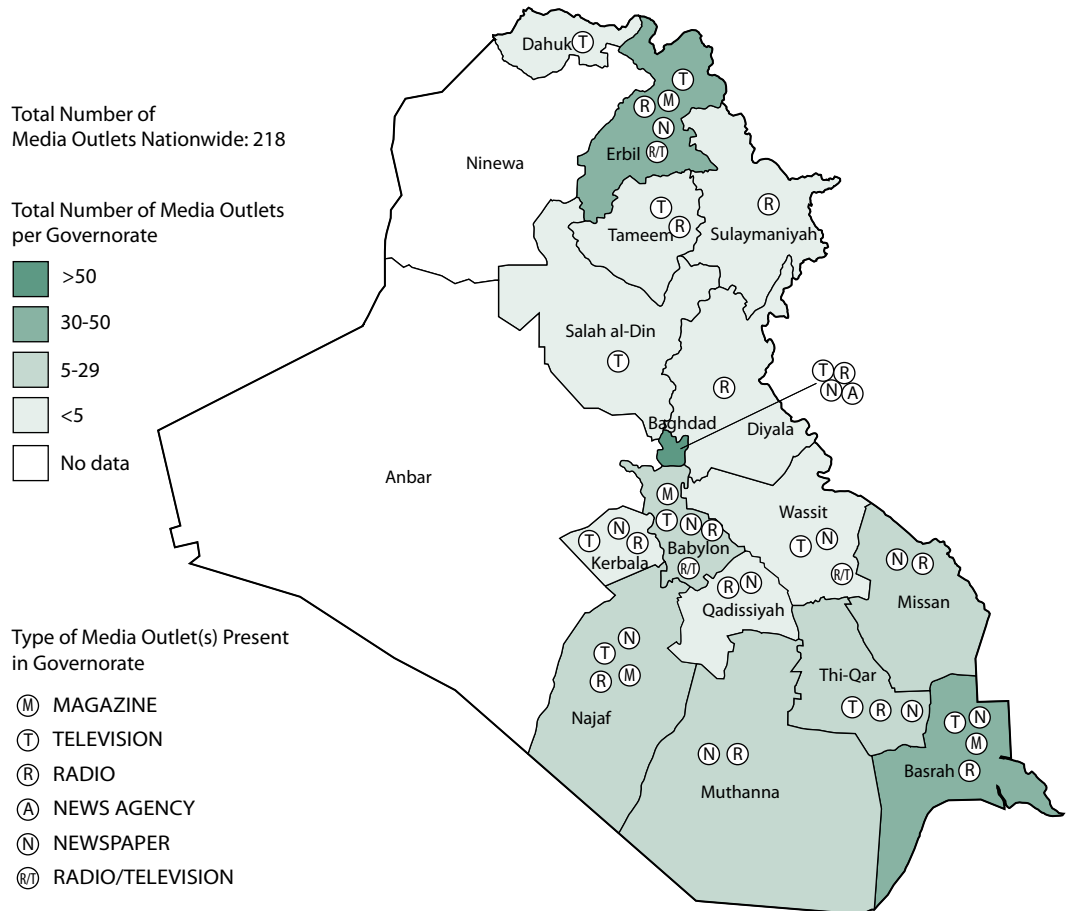 Total Number of
Media Outlets Nationwide: 218
Total Number of Media Outlets
per Governorate
>50
30-50
5-29
<5
No data
Type of Media Outlet(s) Present
in Governorate
M MAGAZINE
T TELEVISION
R RADIO
A NEWS AGENCY
N NEWSPAPER
R/T RADIO/TELEVISION
Dahuk T
T
R M
N
Erbil R/T
Ninewa
T
R
Tameem
R
Sulaymaniyah
Salah al-Din
T
R
Diyala
Baghdad
T R
N A
Anbar
M
T N R
Babylon
R/T
N
T R
Kerbala
Wassit
T N
R/T
R N
Qadissiyah
N R
Missan
N
T
R M
Najaf
Thi-Qar
T R N
N R
Muthanna
T N
M
Basrah R